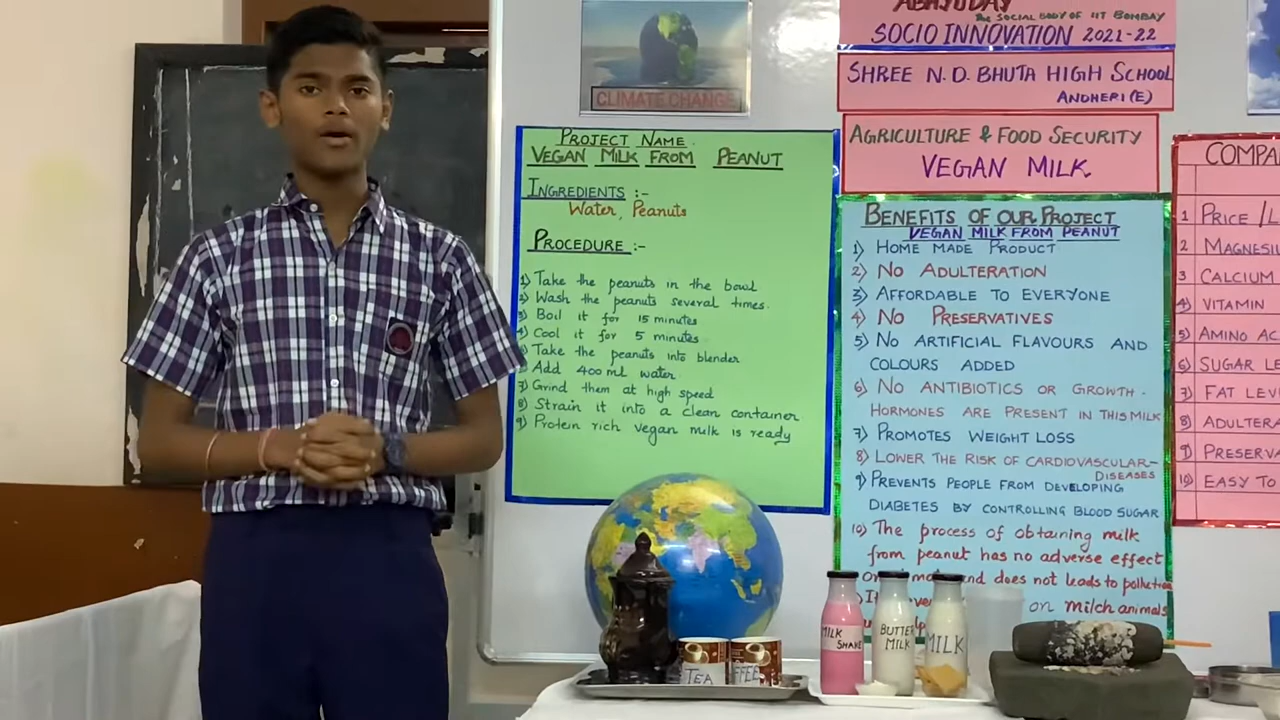 CLIMATE CHANGE
PROJECT NAME
VEGAN MILK FROM PEANUT
INGREDIENTS :-
Water, Peanuts
PROCEDURE :-
1) Take the peanuts in the bowl
2) Wash the peanuts several times.
3) Boil it for 15 minutes
4) Cool it for 5 minutes
Take the peanuts into blender
Add 400 ml water
7) Grind them at high speed
8) Strain it into a clean container
9) Protein rich vegan milk is ready
ABHYUDAY
THE SOCIAL BODY OF IIT BOMBAY
SOCIO INNOVATION 2021-22
SHREE N.D. BHUTA HIGH SCHOOL
ANDHERI (E)
AGRICULTURE & FOOD SECURITY
VEGAN MILK
BENEFITS OF OUR PROJECT
VEGAN MILK FROM PEANUT
1) HOME MADE PRODUCT
2) NO ADULTERATION
3) AFFORDABLE TO EVERYONE
4) NO PRESERVATIVES
5) NO ARTIFICIAL FLAVOURS AND
COLOURS ADDED
6) NO ANTIBIOTICS OR GROWTH-
HORMONES ARE PRESENT IN THIS MILK
7) PROMOTES WEIGHT LOSS
8) LOWER THE RISK OF CARDIOVASCULAR-
DISEASES
9) PREVENTS PEOPLE FROM DEVELOPING
DIABETES BY CONTROLLING BLOOD SUGAR
10) The process of obtaining milk
from peanut has no adverse effect
and does not leads to pollution
on milch animals
1 PRICE /L
2 MAGNESIU
3 CALCIUM
4) VITAMIN
5) AMINO AC
6) SUGAR LE
7) FAT LEV
8) ADULTERA
9) PRESERVA
10) EASY TO
TEA
MILK
SHAKE
BUTTER
MILK
MILK